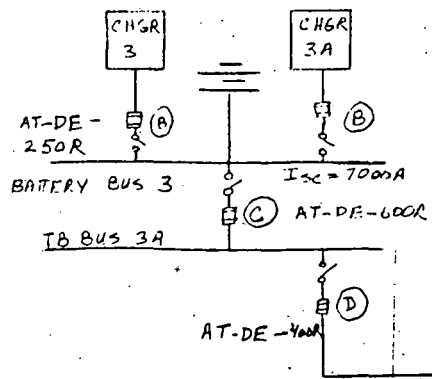 CHGR
3
CHGR
3A
AT-DE-
250R
A
B
BATTERY BUS 3
Isc = 7000A
C
AT-DE-600R
TB BUS 3A
D
AT-DE-400R